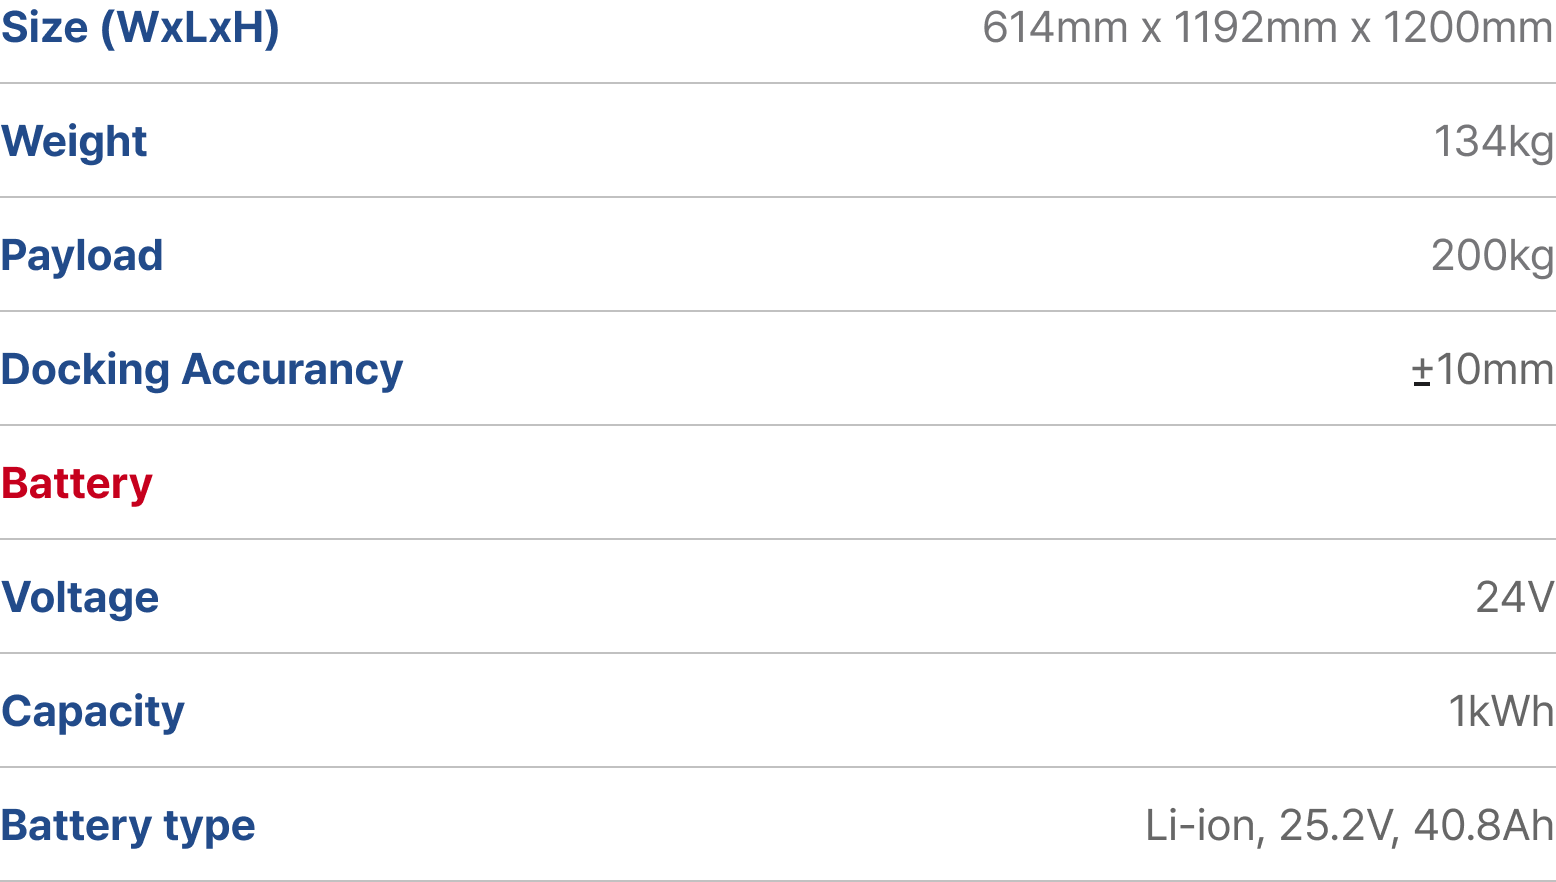 Size (WxLxH) 614mm x 1192mm x 1200mm
Weight 134kg
Payload 200kg
Docking Accurancy ±10mm
Battery
Voltage 24V
Capacity 1kWh
Battery type Li-ion, 25.2V, 40.8Ah